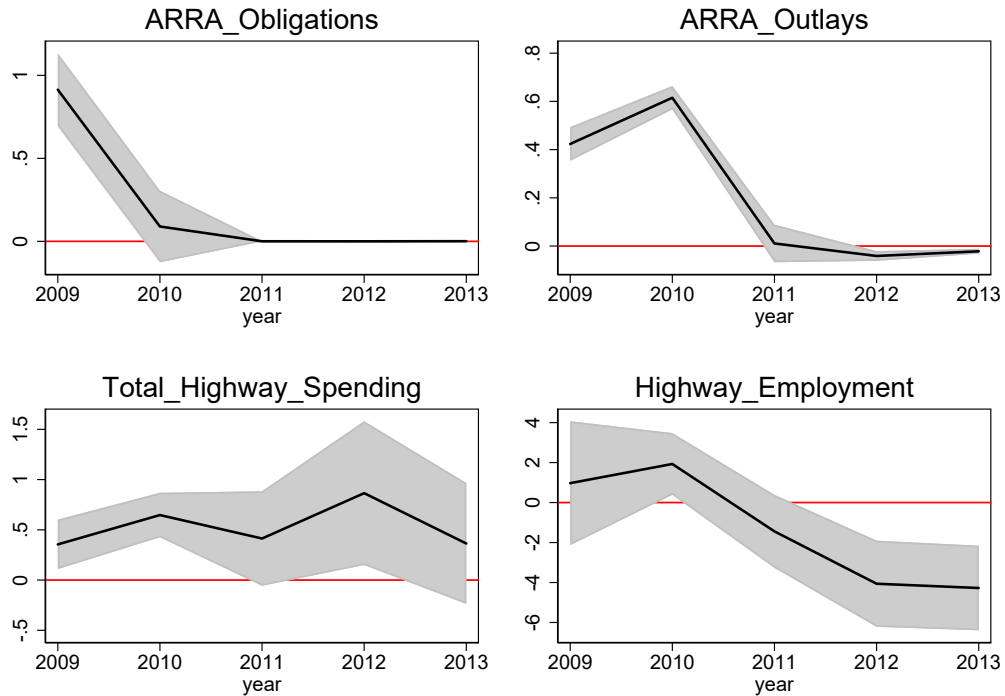 ARRA_Obligations
1
.5
0
2009 2010 2011 2012 2013
year
ARRA_Outlays
.8
.6
.4
.2
0
2009 2010 2011 2012 2013
year
Total_Highway_Spending
1.5
1
.5
0
-.5
2009 2010 2011 2012 2013
year
Highway_Employment
4
2
0
-2
-4
-6
2009 2010 2011 2012 2013
year